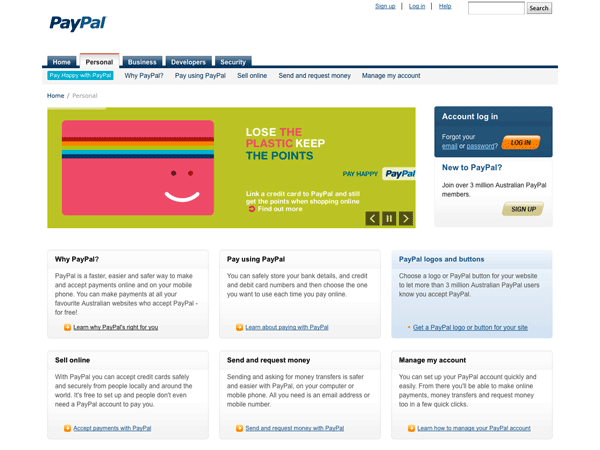 Sign up | Log in | Help
Search
PayPal
Home Personal Business Developers Security
Pay Happy with PayPal Why PayPal? Pay using PayPal Sell online Send and request money Manage my account
Home / Personal
LOSE THE
PLASTIC KEEP
THE POINTS
PAY HAPPY PayPal
Link a credit card to PayPal and still
get the points when shopping online
Find out more
Account log in
Forgot your
email or password?
LOG IN
New to PayPal?
Join over 3 million Australian PayPal
members.
SIGN UP
Why PayPal?
PayPal is a faster, easier and safer way to make
and accept payments online and on your mobile
phone. You can make payments at all your
favourite Australian websites who accept PayPal -
for free!
Learn why PayPal's right for you
Pay using PayPal
You can safely store your bank details, and credit
and debit card numbers and then choose the one
you want to use each time you pay online.
Learn about paying with PayPal
PayPal logos and buttons
Choose a logo or PayPal button for your website
to let more than 3 million Australian PayPal users
know you accept PayPal.
Get a PayPal logo or button for your site
Sell online
With PayPal you can accept credit cards safely
and securely from people locally and around the
world. It's free to set up and people don't even
need a PayPal account to pay you.
Accept payments with PayPal
Send and request money
Sending and asking for money transfers is safer
and easier with PayPal, on your computer or
mobile phone. All you need is an email address or
mobile number.
Send and request money with PayPal
Manage my account
You can set up your PayPal account quickly and
easily. From there you'll be able to make online
payments, money transfers and request money
too in a few quick clicks.
Learn how to manage your PayPal account